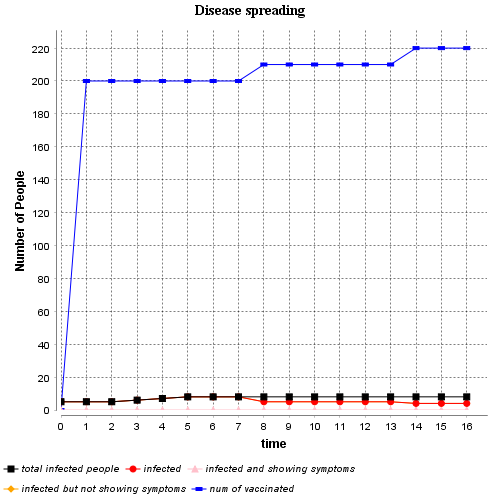 Disease spreading
Number of People
220
200
180
160
140
120
100
80
60
40
20
0
0 1 2 3 4 5 6 7 8 9 10 11 12 13 14 15 16
time
total infected people infected infected and showing symptoms
infected but not showing symptoms num of vaccinated